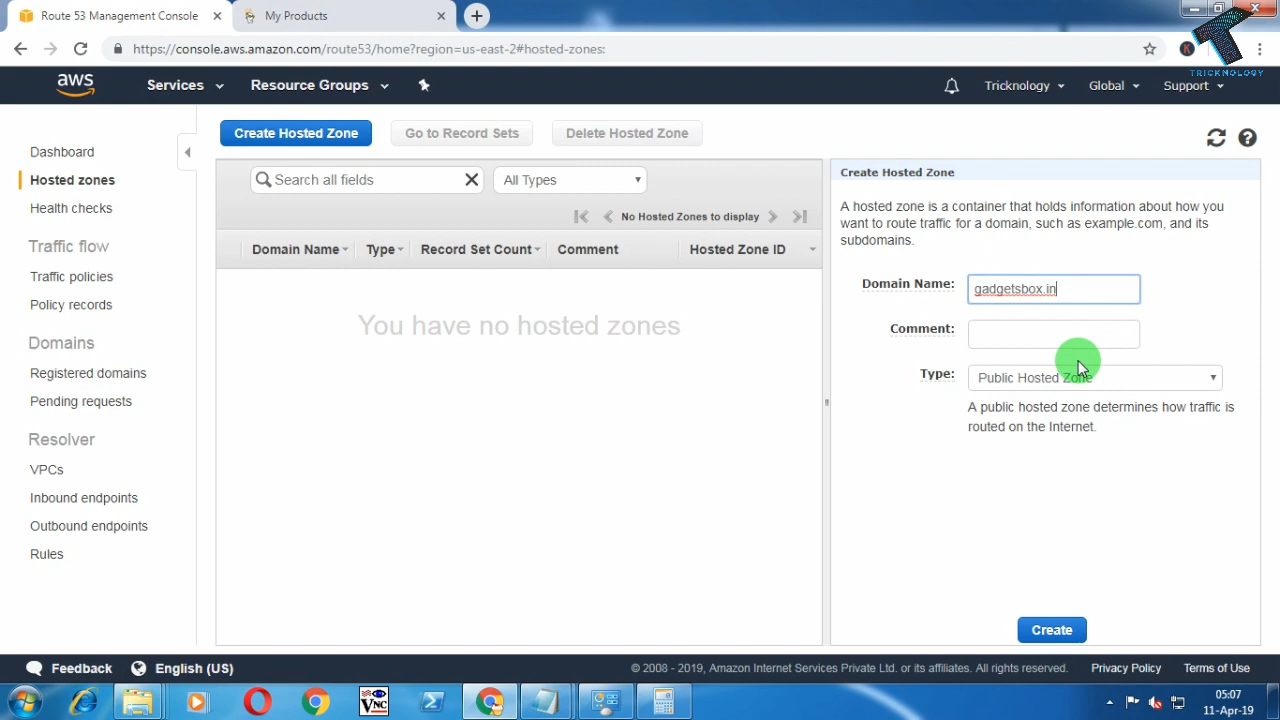 Route 53 Management Console
My Products
https://console.aws.amazon.com/route53/home?region=us-east-2#hosted-zones:
K
TRICKNOLOGY
aws
Services
Resource Groups
Tricknology
Global
Support
Create Hosted Zone
Go to Record Sets
Delete Hosted Zone
Dashboard
Hosted zones
Health checks
Traffic flow
Traffic policies
Policy records
Domains
Registered domains
Pending requests
Resolver
VPCs
Inbound endpoints
Outbound endpoints
Rules
Search all fields
All Types
No Hosted Zones to display
Domain Name
Type
Record Set Count
Comment
Hosted Zone ID
You have no hosted zones
Create Hosted Zone
A hosted zone is a container that holds information about how you
want to route traffic for a domain, such as example.com, and its
subdomains.
Domain Name: gadgetsbox.in
Comment:
Type: Public Hosted Zone
A public hosted zone determines how traffic is
routed on the Internet.
Create
Feedback
English (US)
© 2008 - 2019, Amazon Internet Services Private Ltd. or its affiliates. All rights reserved.
Privacy Policy
Terms of Use
VNC
05:07
11-Apr-19